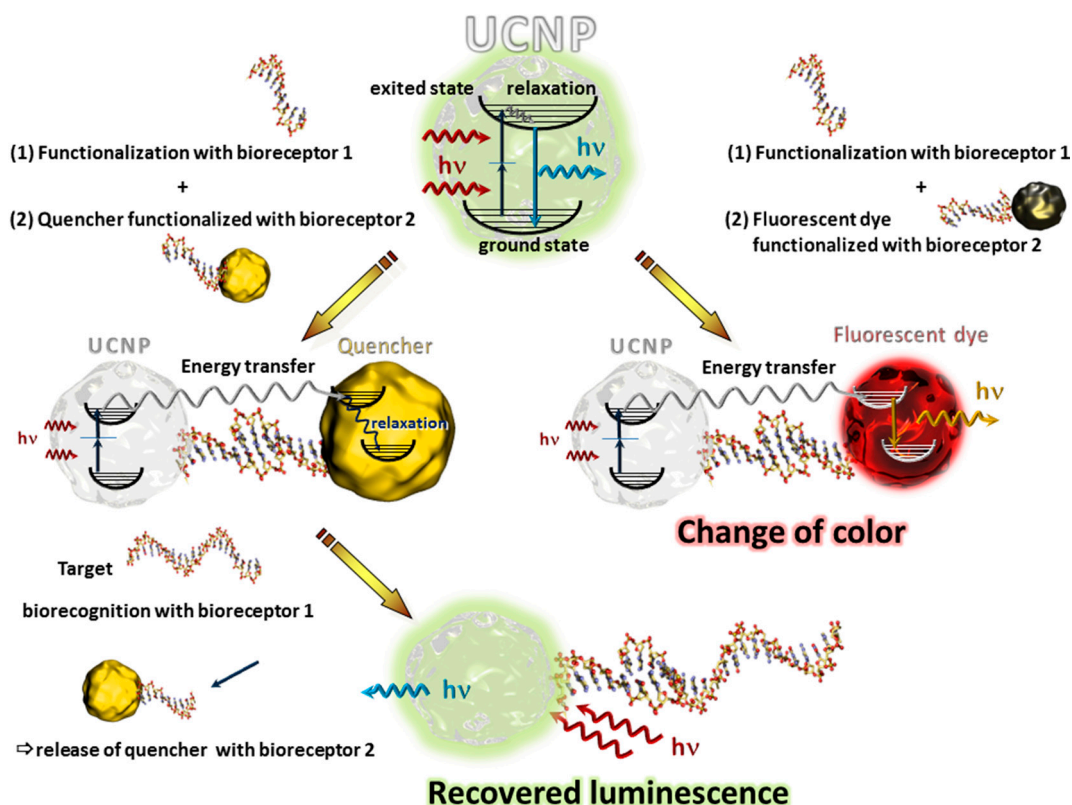 UCNP
exited state
relaxation
hν
hν
ground state
(1) Functionalization with bioreceptor 1
+
(2) Quencher functionalized with bioreceptor 2
(1) Functionalization with bioreceptor 1
+
(2) Fluorescent dye
functionalized with bioreceptor 2
UCNP
Quencher
Energy transfer
relaxation
hν
UCNP
Fluorescent dye
Energy transfer
hν
hν
Change of color
Target
biorecognition with bioreceptor 1
⇨ release of quencher with bioreceptor 2
hν
hν
Recovered luminescence